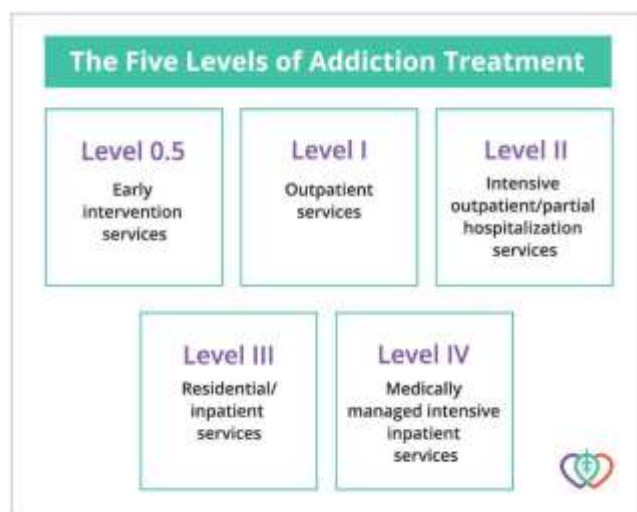 The Five Levels of Addiction Treatment
Level 0.5
Early
intervention
services
Level I
Outpatient
services
Level II
Intensive
outpatient/partial
hospitalization
services
Level III
Residential/
inpatient
services
Level IV
Medically
managed intensive
inpatient
services